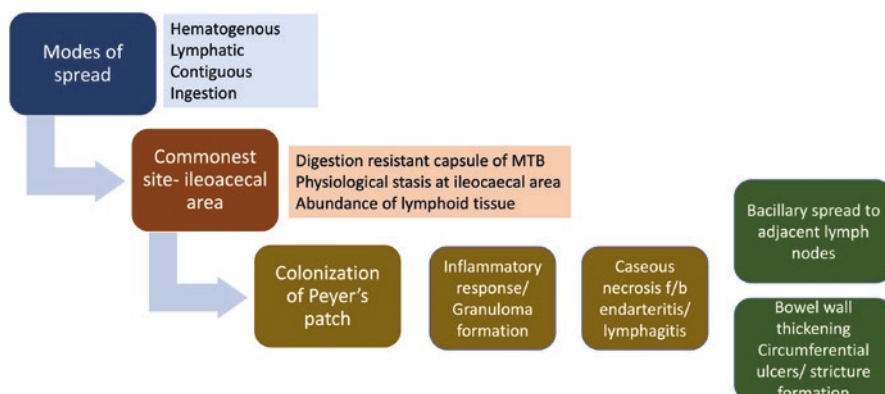 Modes of
spread
Hematogenous
Lymphatic
Contiguous
Ingestion
Commonest
site- ileoacecal
area
Digestion resistant capsule of MTB
Physiological stasis at ileocaecal area
Abundance of lymphoid tissue
Colonization
of Peyer's
patch
Inflammatory
response/
Granuloma
formation
Caseous
necrosis f/b
endarteritis/
lymphagitis
Bacillary spread to
adjacent lymph
nodes
Bowel wall
thickening
Circumferential
ulcers/ stricture
formation